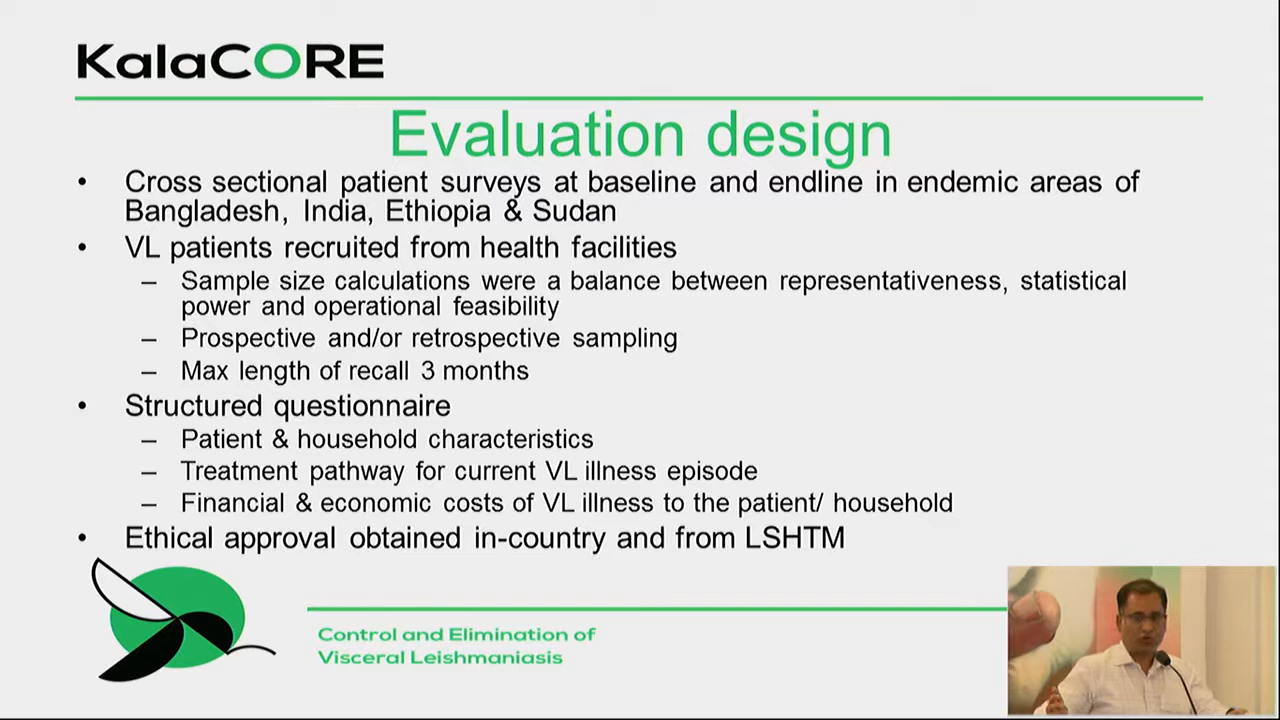 KalaCORE
Evaluation design
• Cross sectional patient surveys at baseline and endline in endemic areas of
Bangladesh, India, Ethiopia & Sudan
• VL patients recruited from health facilities
– Sample size calculations were a balance between representativeness, statistical
power and operational feasibility
– Prospective and/or retrospective sampling
– Max length of recall 3 months
• Structured questionnaire
– Patient & household characteristics
– Treatment pathway for current VL illness episode
– Financial & economic costs of VL illness to the patient/ household
• Ethical approval obtained in-country and from LSHTM
Control and Elimination of
Visceral Leishmaniasis